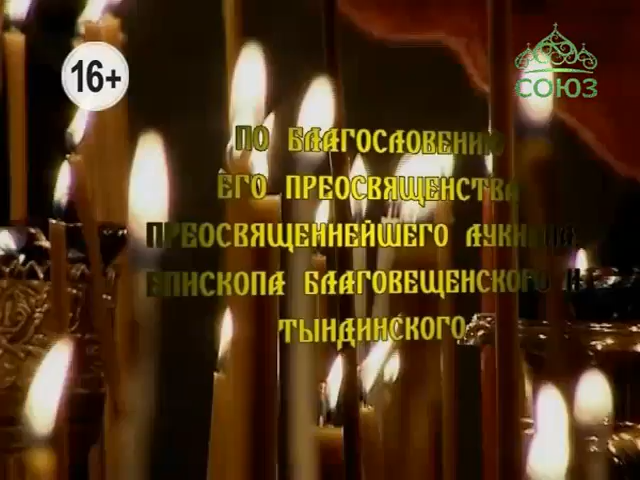 16+
СОЮЗ
ПО БЛАГОСЛОВЕНИЮ
ЕГО ПРЕОСВЯЩЕНСТВА
ПРЕОСВЯЩЕННЕЙШЕГО ЛУКИАНА,
ЕПИСКОПА БЛАГОВЕЩЕНСКОГО И
ТЫНДИНСКОГО